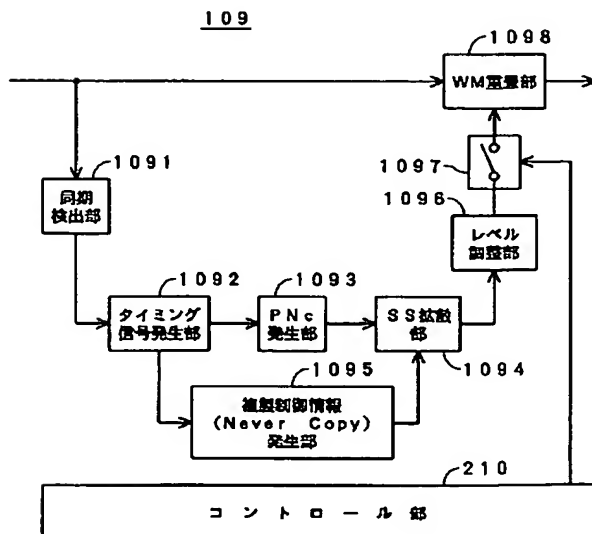 109
1098
WM重畳部
1097
1091
同期
検出部
1096
レベル
調整部
1092
タイミング
信号発生部
1093
PNc
発生部
SS拡散
部
1094
1095
複製制御情報
(Never Copy)
発生部
210
コントロール部